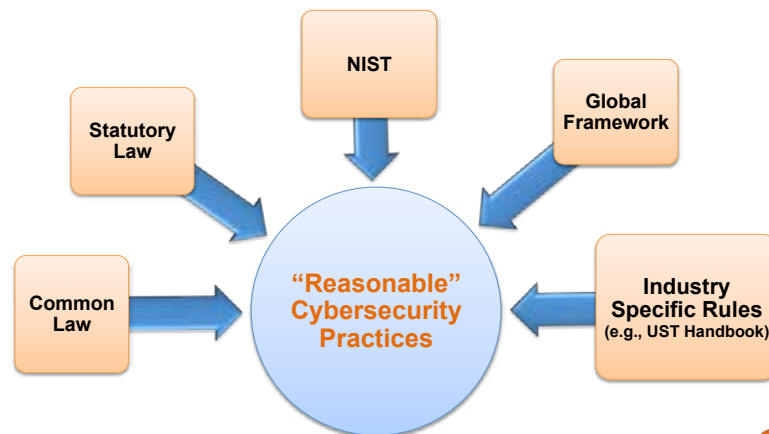 NIST
Global
Framework
Statutory
Law
Common
Law
“Reasonable”
Cybersecurity
Practices
Industry
Specific Rules
(e.g., UST Handbook)